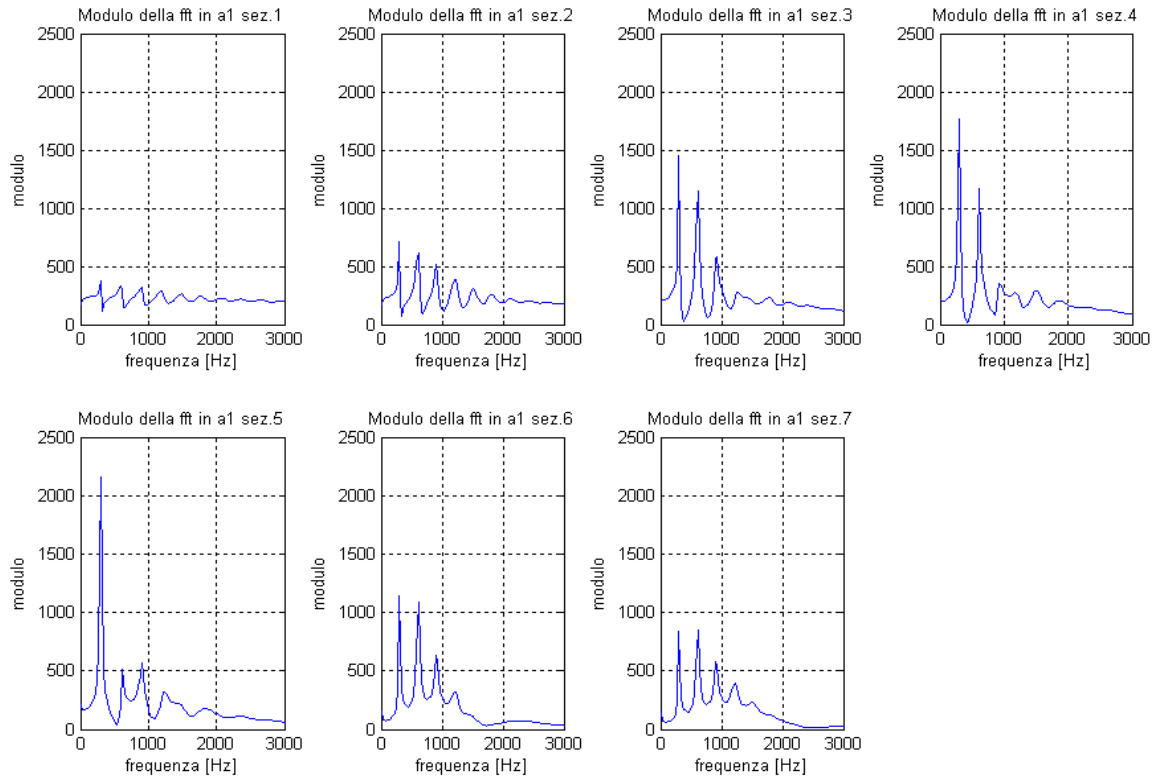 Modulo della fft in a1 sez.1
2500
2000
1500
1000
500
0
modulo
0 1000 2000 3000
frequenza [Hz]
Modulo della fft in a1 sez.2
2500
2000
1500
1000
500
0
modulo
0 1000 2000 3000
frequenza [Hz]
Modulo della fft in a1 sez.3
2500
2000
1500
1000
500
0
modulo
0 1000 2000 3000
frequenza [Hz]
Modulo della fft in a1 sez.4
2500
2000
1500
1000
500
0
modulo
0 1000 2000 3000
frequenza [Hz]
Modulo della fft in a1 sez.5
2500
2000
1500
1000
500
0
modulo
0 1000 2000 3000
frequenza [Hz]
Modulo della fft in a1 sez.6
2500
2000
1500
1000
500
0
modulo
0 1000 2000 3000
frequenza [Hz]
Modulo della fft in a1 sez.7
2500
2000
1500
1000
500
0
modulo
0 1000 2000 3000
frequenza [Hz]